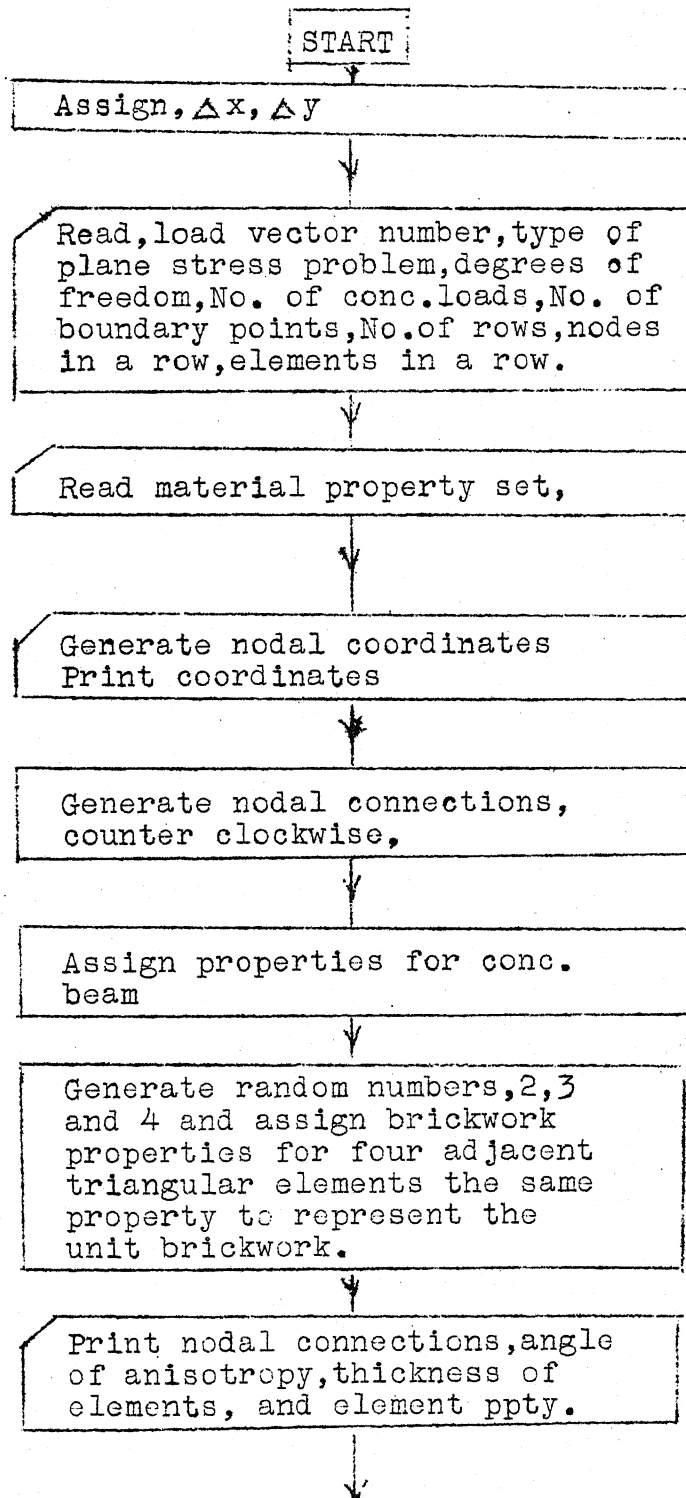 START
Assign,Δx,Δy
Read,load vector number,type of
plane stress problem,degrees of
freedom,No. of conc.loads,No. of
boundary points,No.of rows,nodes
in a row,elements in a row.
Read material property set,
Generate nodal coordinates
Print coordinates
Generate nodal connections,
counter clockwise,
Assign properties for conc.
beam
Generate random numbers,2,3
and 4 and assign brickwork
properties for four adjacent
triangular elements the same
property to represent the
unit brickwork.
Print nodal connections,angle
of anisotropy,thickness of
elements, and element ppty.